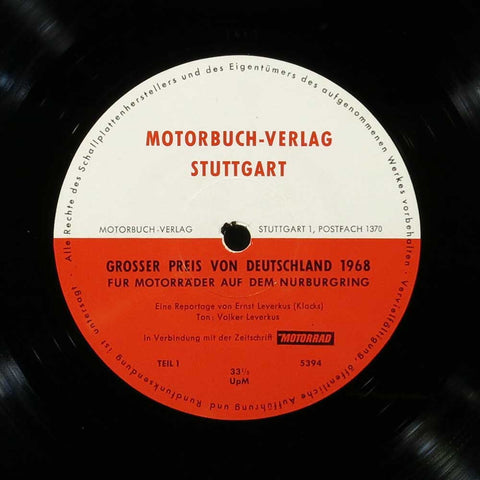 Alle Rechte des Schallplattenherstellers und des Eigentümers des aufgenommenen Werkes vorbehalten · Vervielfältigung, öffentliche Aufführung und Rundfunksendung ist untersagt ·
MOTORBUCH-VERLAG
STUTTGART
MOTORBUCH-VERLAG STUTTGART 1, POSTFACH 1370
GROSSER PREIS VON DEUTSCHLAND 1968
FUR MOTORRÄDER AUF DEM NURBURGRING
Eine Reportage von Ernst Leverkus (Klacks)
Ton: Volker Leverkus
In Verbindung mit der Zeitschrift MOTORRAD
TEIL 1 33⅓ 5394
UpM